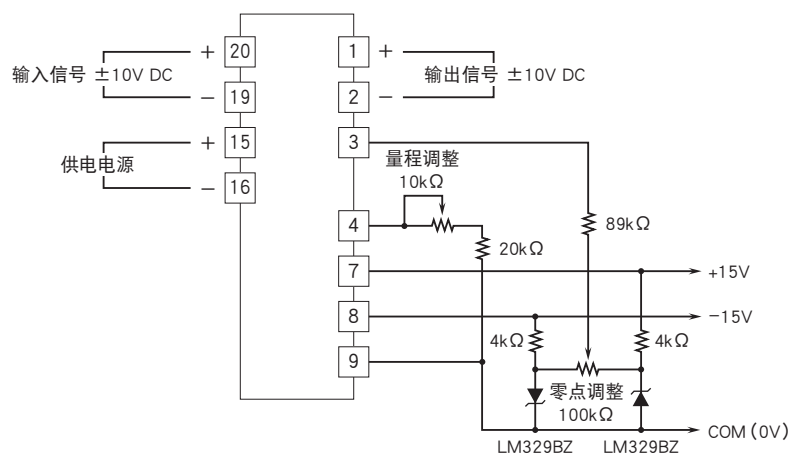 输入信号 ±10V DC
+ 20
− 19
供电电源
+ 15
− 16
1 +
2 −
输出信号 ±10V DC
3
量程调整
10kΩ
4
20kΩ
89kΩ
7
+15V
8
−15V
4kΩ
4kΩ
9
零点调整
100kΩ
COM (0V)
LM329BZ
LM329BZ